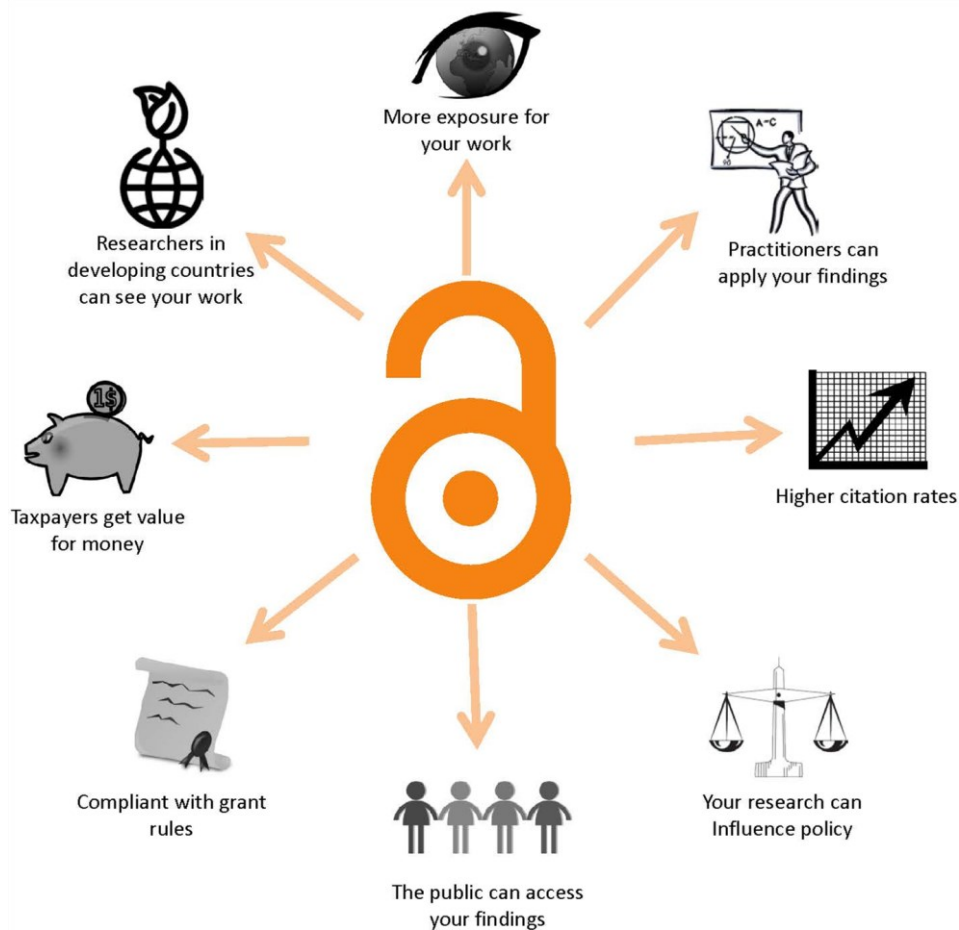 More exposure for
your work
A-C
Practitioners can
apply your findings
Higher citation rates
Your research can
Influence policy
The public can access
your findings
Compliant with grant
rules
1$
Taxpayers get value
for money
Researchers in
developing countries
can see your work